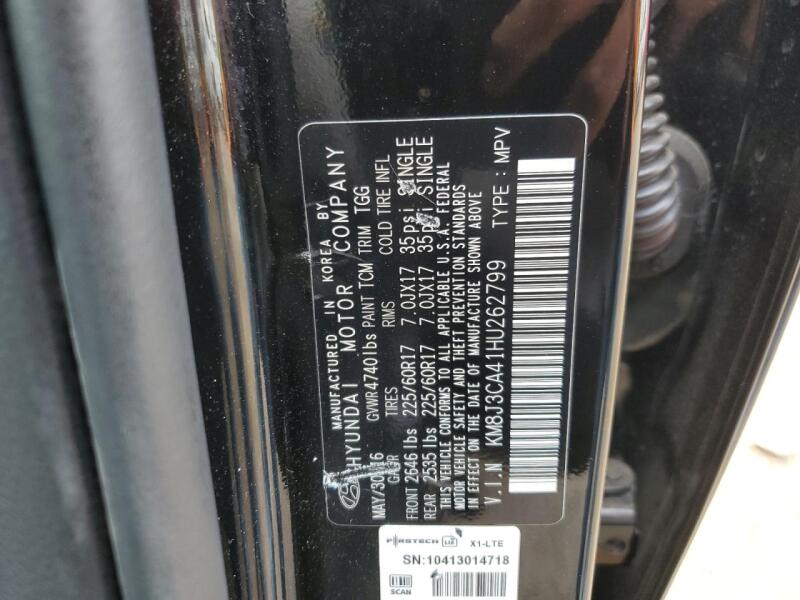 MANUFACTURED IN KOREA BY
HYUNDAI MOTOR COMPANY
MAY/30/16 GVWR 4740lbs PAINT TCM TRIM TGG
GAWR TIRES RIMS COLD TIRE INFL
FRONT 2646 lbs 225/60R17 7.0JX17 35psi SINGLE
REAR 2535 lbs 225/60R17 7.0JX17 35psi SINGLE
THIS VEHICLE CONFORMS TO ALL APPLICABLE U.S.A. FEDERAL
MOTOR VEHICLE SAFETY AND THEFT PREVENTION STANDARDS
IN EFFECT ON THE DATE OF MANUFACTURE SHOWN ABOVE
V.I.N KM8J3CA41HU262799 TYPE : MPV
FIRSTECH X1-LTE
SN:10413014718
SCAN